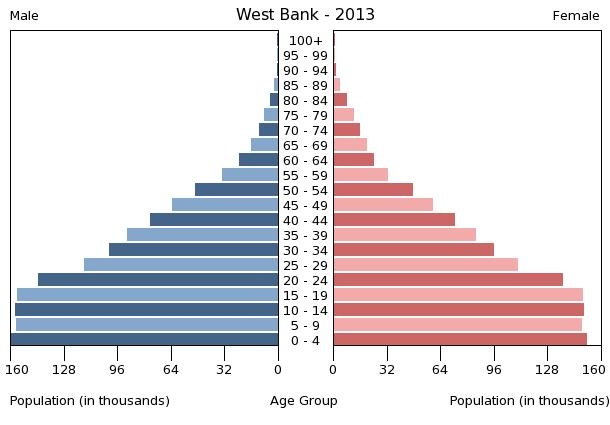 West Bank - 2013
Male
Female
100+
95 - 99
90 - 94
85 - 89
80 - 84
75 - 79
70 - 74
65 - 69
60 - 64
55 - 59
50 - 54
45 - 49
40 - 44
35 - 39
30 - 34
25 - 29
20 - 24
15 - 19
10 - 14
5 - 9
0 - 4
160 128 96 64 32 0 0 32 64 96 128 160
Population (in thousands) Age Group Population (in thousands)